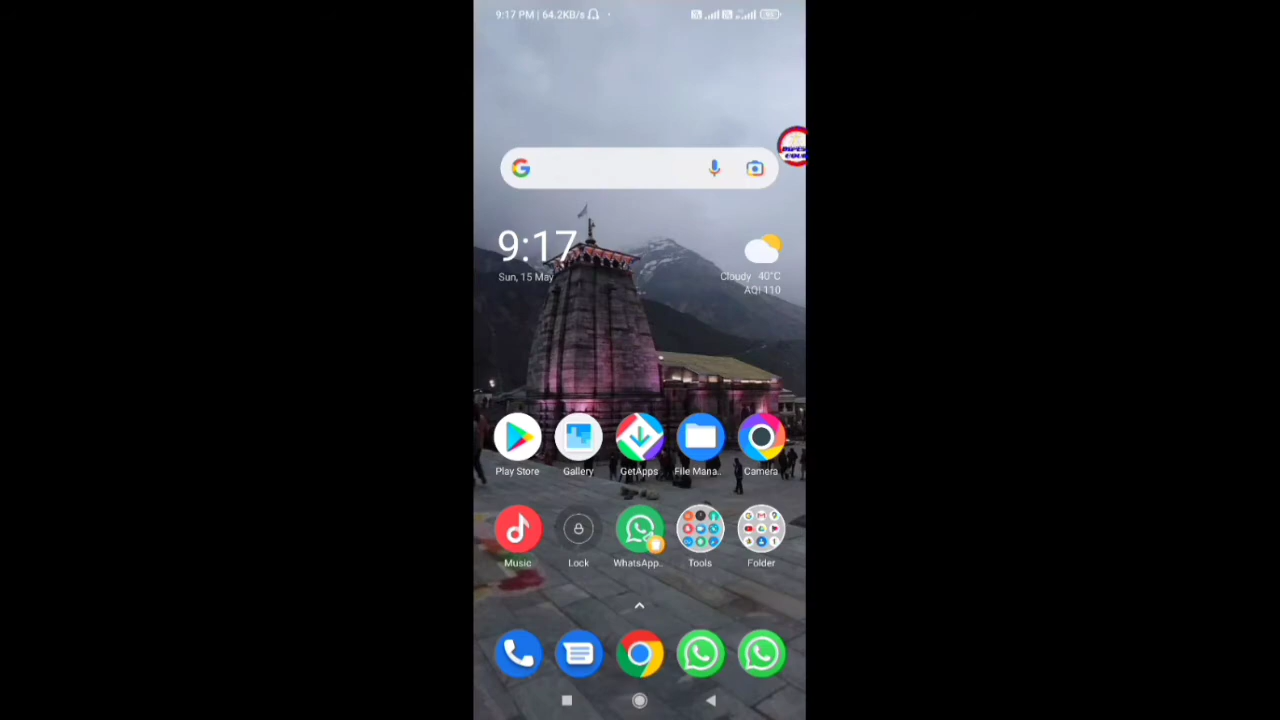 9:17 PM | 64.2KB/s
9:17
Sun, 15 May
Cloudy 40°C
AQI 110
Play Store
Gallery
GetApps
File Mana..
Camera
Music
Lock
WhatsApp..
Tools
Folder